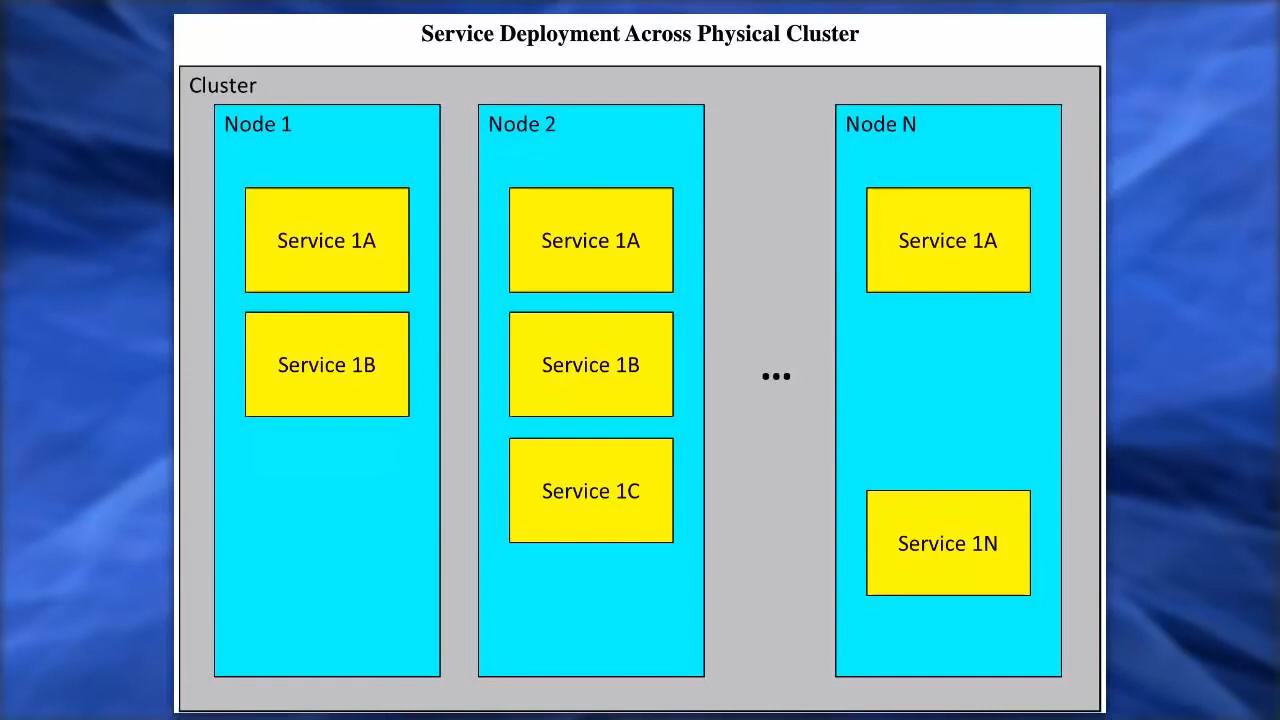 Service Deployment Across Physical Cluster
Cluster
Node 1
Service 1A
Service 1B
Node 2
Service 1A
Service 1B
Service 1C
...
Node N
Service 1A
Service 1N